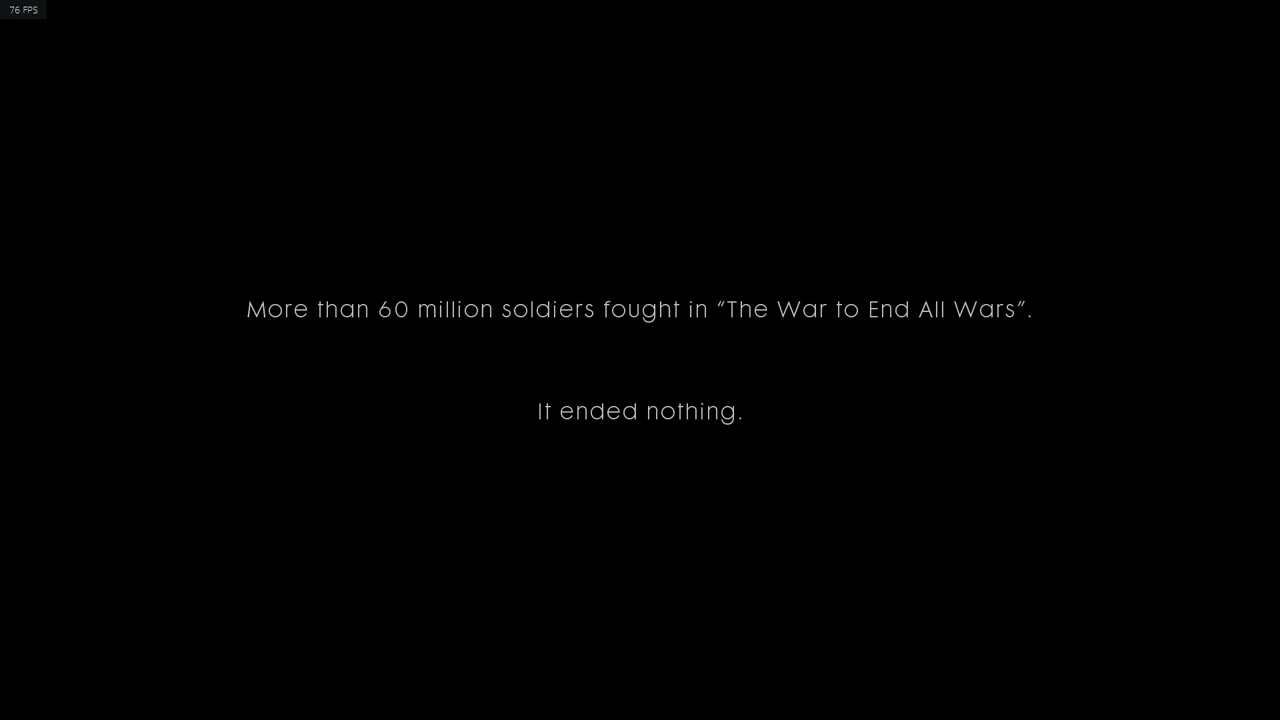 76 FPS
More than 60 million soldiers fought in “The War to End All Wars”.
It ended nothing.